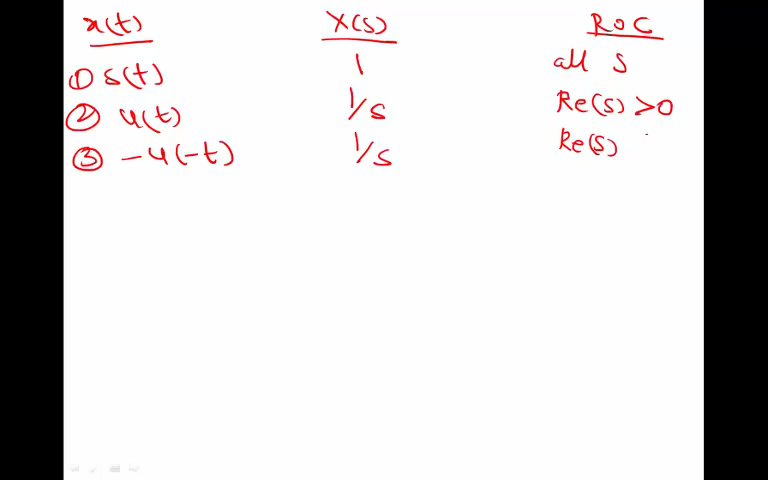 x(t) X(s) ROC
① δ(t) 1 all s
② u(t) 1/s Re(s) >0
③ -u(-t) 1/s Re(s)